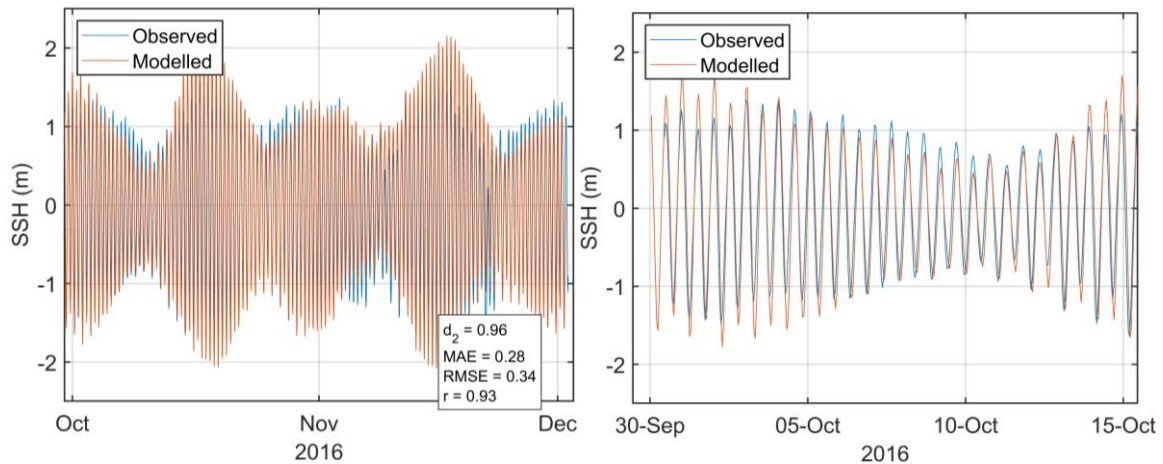 Observed
Modelled
SSH (m)
2
1
0
-1
-2
d2 = 0.96
MAE = 0.28
RMSE = 0.34
r = 0.93
Oct
Nov
Dec
2016
Observed
Modelled
SSH (m)
2
1
0
-1
-2
30-Sep
05-Oct
10-Oct
15-Oct
2016